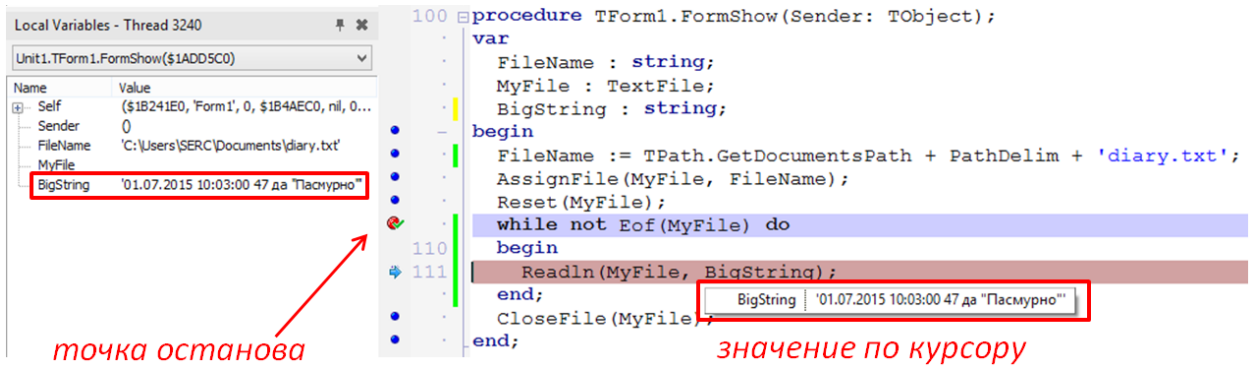 Local Variables - Thread 3240
Unit1.TForm1.FormShow($1ADD5C0)
Name Value
Self ($1B241E0, 'Form1', 0, $1B4AEC0, nil, 0...
Sender ()
FileName 'C:\Users\SERC\Documents\diary.txt'
MyFile
BigString '01.07.2015 10:03:00 47 да "Пасмурно"'
точка останова
100 procedure TForm1.FormShow(Sender: TObject);
var
FileName : string;
MyFile : TextFile;
BigString : string;
begin
FileName := TPath.GetDocumentsPath + PathDelim + 'diary.txt';
AssignFile(MyFile, FileName);
Reset(MyFile);
while not Eof(MyFile) do
110 begin
111 Readln(MyFile, BigString);
end;
BigString '01.07.2015 10:03:00 47 да "Пасмурно"'
CloseFile(MyFile);
end;
значение по курсору